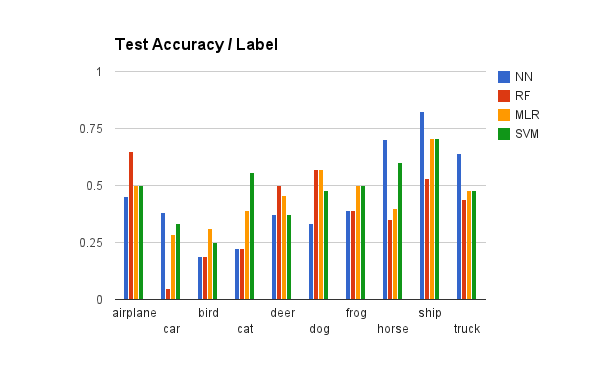 Test Accuracy / Label
1
0.75
0.5
0.25
0
airplane
car
bird
cat
deer
dog
frog
horse
ship
truck
NN
RF
MLR
SVM